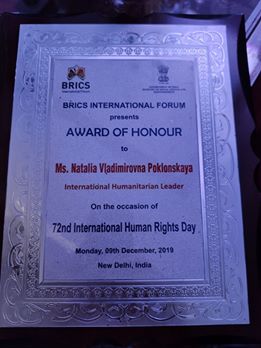 BRICS
BRICS INTERNATIONAL FORUM
presents
AWARD OF HONOUR
to
Ms. Natalia Vladimirovna Poklonskaya
International Humanitarian Leader
On the occasion of
72nd International Human Rights Day
Monday, 09th December, 2019
New Delhi, India